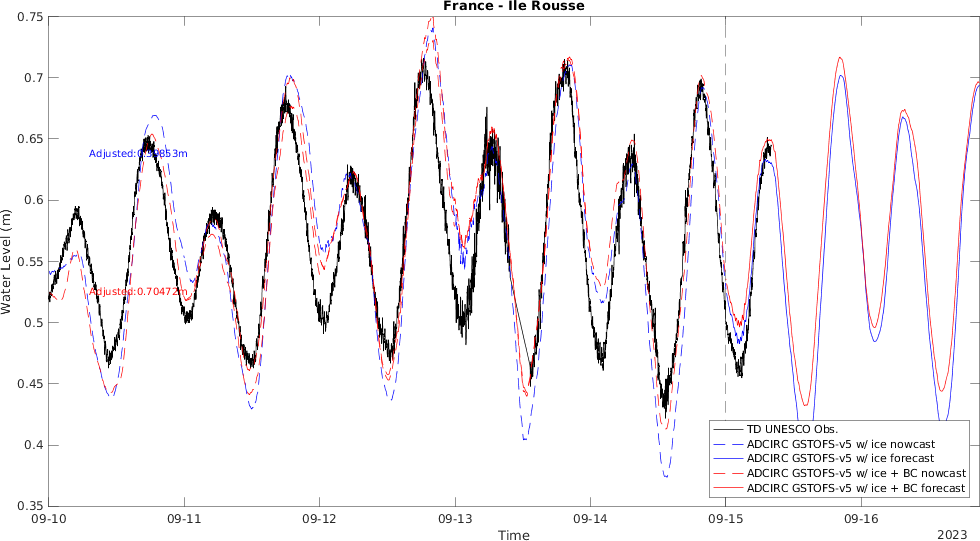 France - Ile Rousse
Water Level (m)
0.75
0.7
0.65
0.6
0.55
0.5
0.45
0.4
0.35
Adjusted:0.59853m
Adjusted:0.70472m
TD UNESCO Obs.
ADCIRC GSTOFS-v5 w/ ice nowcast
ADCIRC GSTOFS-v5 w/ ice forecast
ADCIRC GSTOFS-v5 w/ ice + BC nowcast
ADCIRC GSTOFS-v5 w/ ice + BC forecast
09-10 09-11 09-12 09-13 09-14 09-15 09-16
Time
2023